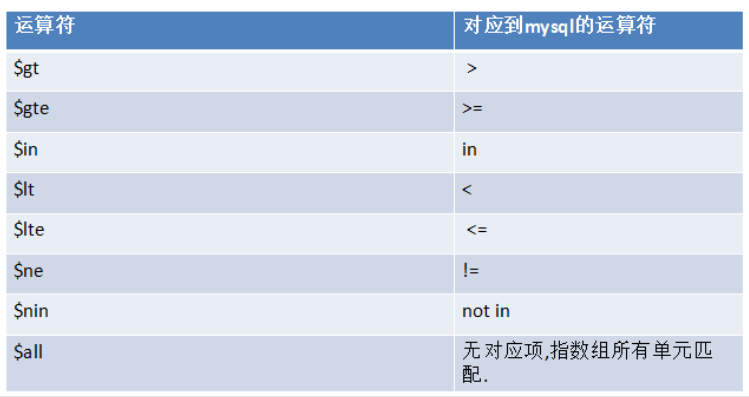 运算符 对应到mysql的运算符
$gt >
$gte >=
$in in
$lt <
$lte <=
$ne !=
$nin not in
$all 无对应项,指数组所有单元匹
配.